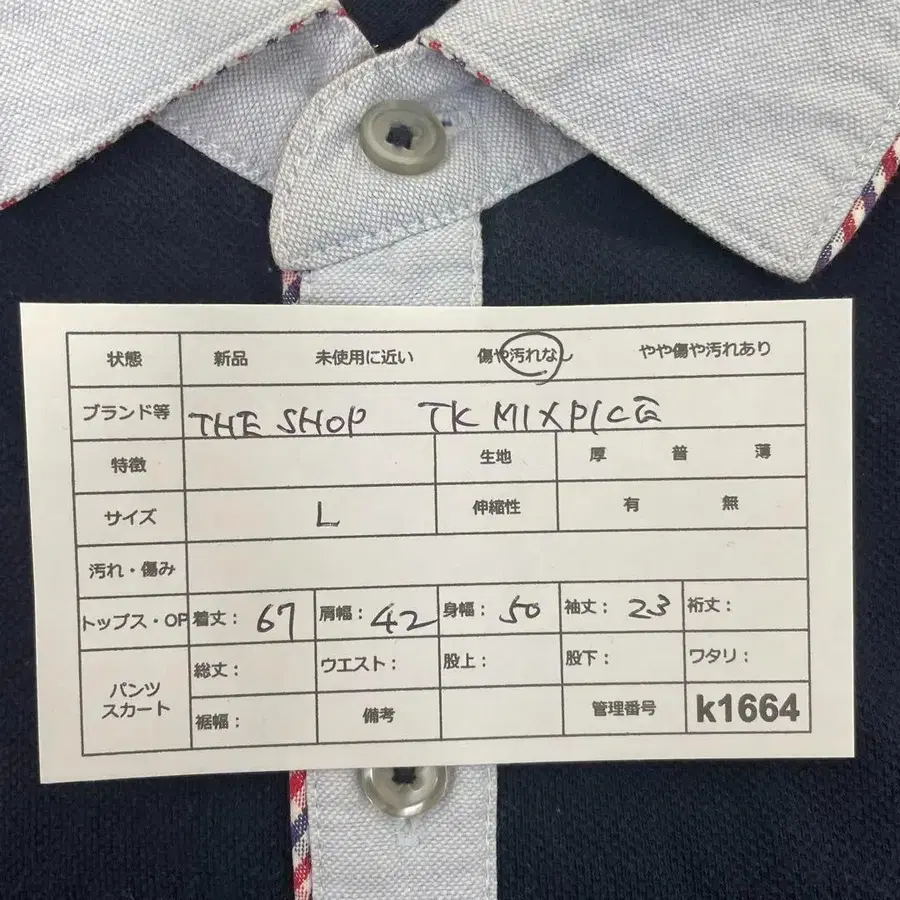 状態 新品 未使用に近い 傷や汚れなし やや傷や汚れあり
ブランド等 THE SHOP TK MIXPICE
特徴 生地 厚 普 薄
サイズ L 伸縮性 有 無
汚れ・傷み
トップス・OP 着丈: 67 肩幅: 42 身幅: 50 袖丈: 23 裄丈:
パンツ スカート 総丈: ウエスト: 股上: 股下: ワタリ:
裾幅: 備考 管理番号 k1664